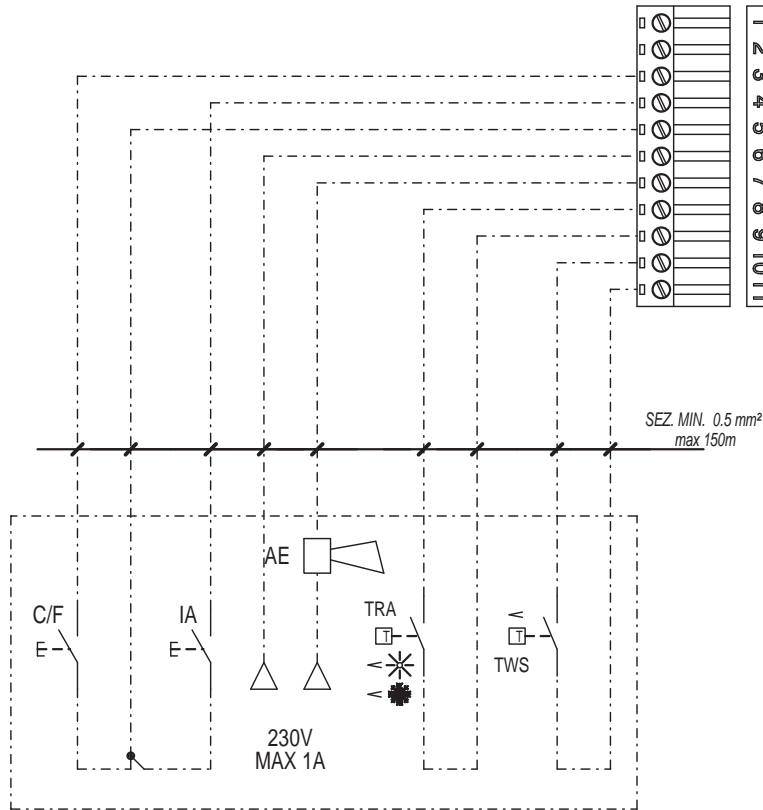 1 2 3 4 5 6 7 8 9 10 11
SEZ. MIN. 0.5 mm²
max 150m
AE
C/F
IA
TRA
T
T
TWS
230V
MAX 1A